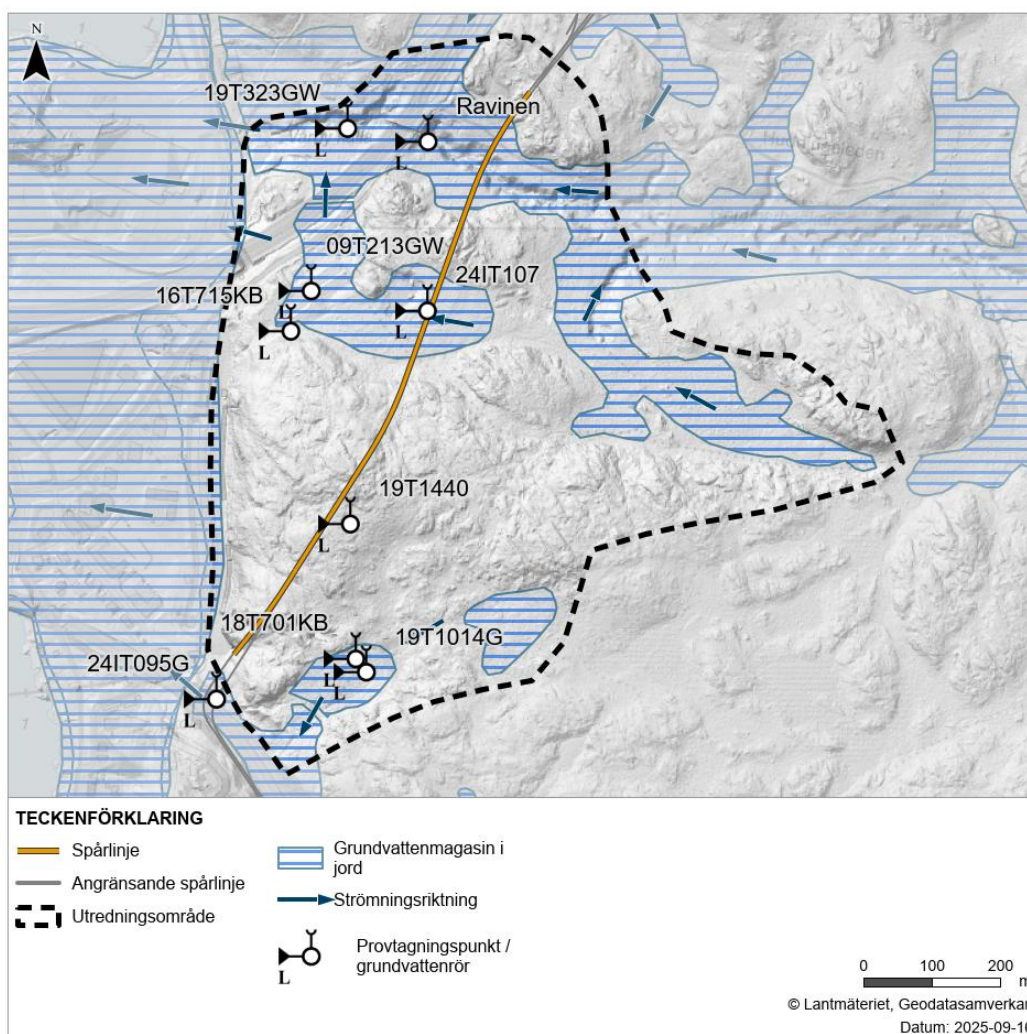 N
19T323GW
Ravinen
L
L
09T213GW
24IT107
16T715KB
L
L
L
19T1440
L
18T701KB
19T1014G
24IT095G
L
L
L
TECKENFÖRKLARING
Spårlinje
Angränsande spårlinje
Utredningsområde
Grundvattenmagasin i
jord
Strömningsriktning
Provtagningspunkt /
grundvattenrör
L
0 100 200
m
© Lantmäteriet, Geodatasamverkan
Datum: 2025-09-16